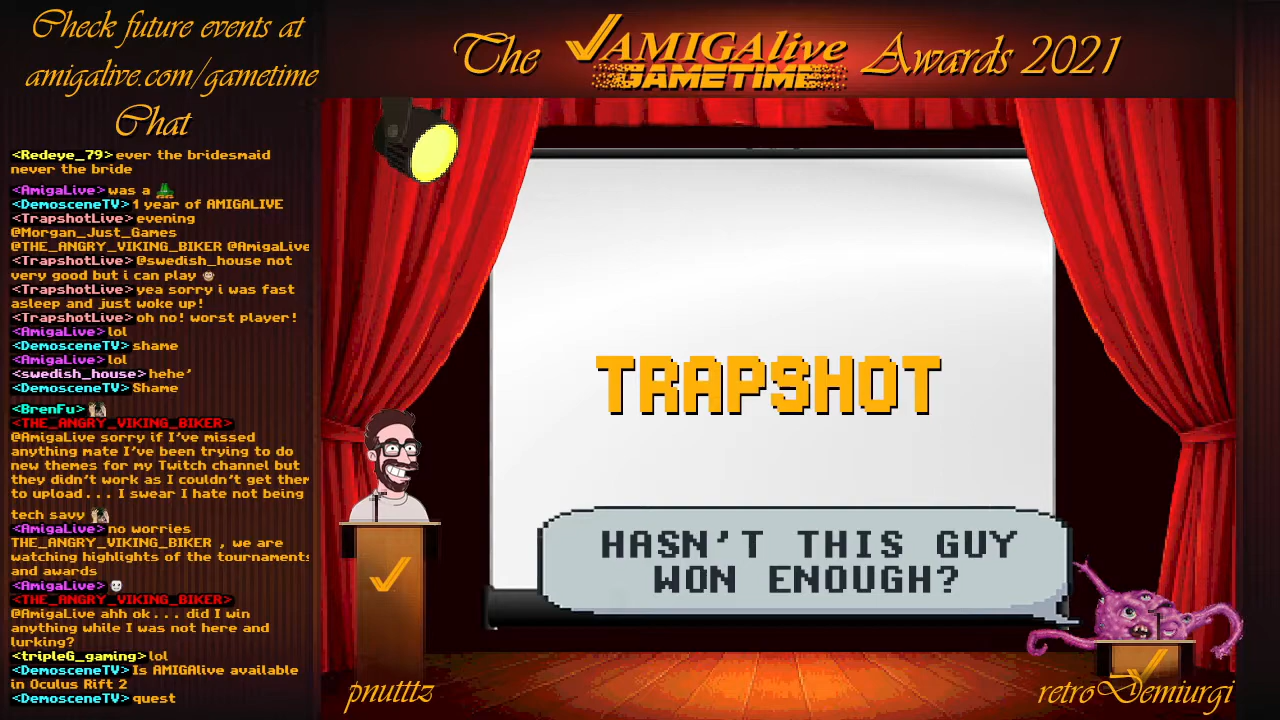 Check future events at
amigalive.com/gametime
Chat
The AMIGAlive Awards 2021
GAMETIME
<Redeye_79> ever the bridesmaid
never the bride
<AmigaLive> was a
<DemosceneTV> 1 year of AMIGALIVE
<TrapshotLive> evening
@Morgan_Just_Games
@THE_ANGRY_VIKING_BIKER @AmigaLive
<TrapshotLive> @swedish_house not
very good but i can play
<TrapshotLive> yea sorry i was fast
asleep and just woke up!
<TrapshotLive> oh no! worst player!
<AmigaLive> lol
<DemosceneTV> shame
<AmigaLive> lol
<swedish_house> hehe'
<DemosceneTV> Shame
<BrenFu>
<THE_ANGRY_VIKING_BIKER>
@AmigaLive sorry if I've missed
anything mate I've been trying to do
new themes for my Twitch channel but
they didn't work as I couldn't get them
to upload... I swear I hate not being
tech savy
<AmigaLive> no worries
THE_ANGRY_VIKING_BIKER , we are
watching highlights of the tournaments
and awards
<AmigaLive>
<THE_ANGRY_VIKING_BIKER>
@AmigaLive ahh ok... did I win
anything while I was not here and
lurking?
<tripleG_gaming> lol
<DemosceneTV> Is AMIGAlive available
in Oculus Rift 2
<DemosceneTV> quest
TRAPSHOT
HASN'T THIS GUY
WON ENOUGH?
pnutttz
retroDemiurgi